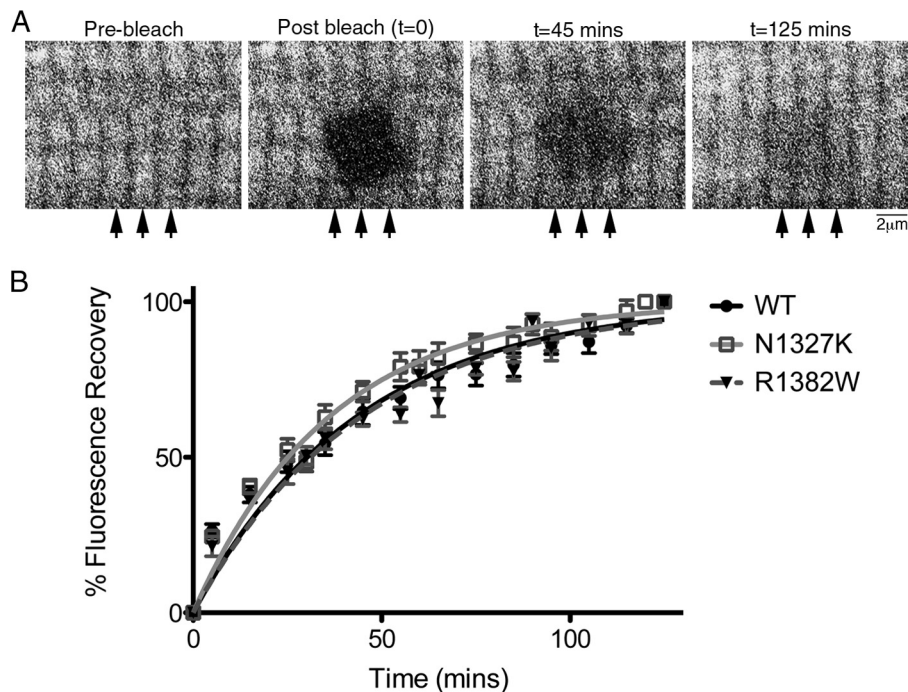 A
Pre-bleach
Post bleach (t=0)
t=45 mins
t=125 mins
2μm
B
% Fluorescence Recovery
100
50
0
0
50
100
Time (mins)
WT
N1327K
R1382W